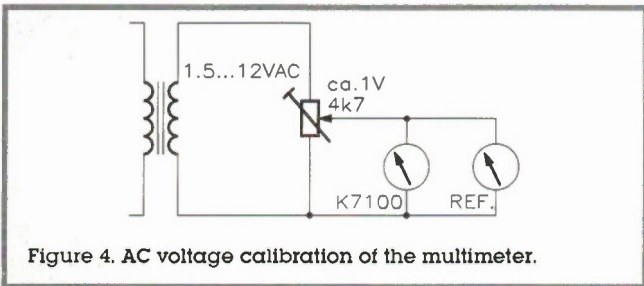 1.5...12VAC
ca.1V
4k7
K7100
REF.
Figure 4. AC voltage calibration of the multimeter.